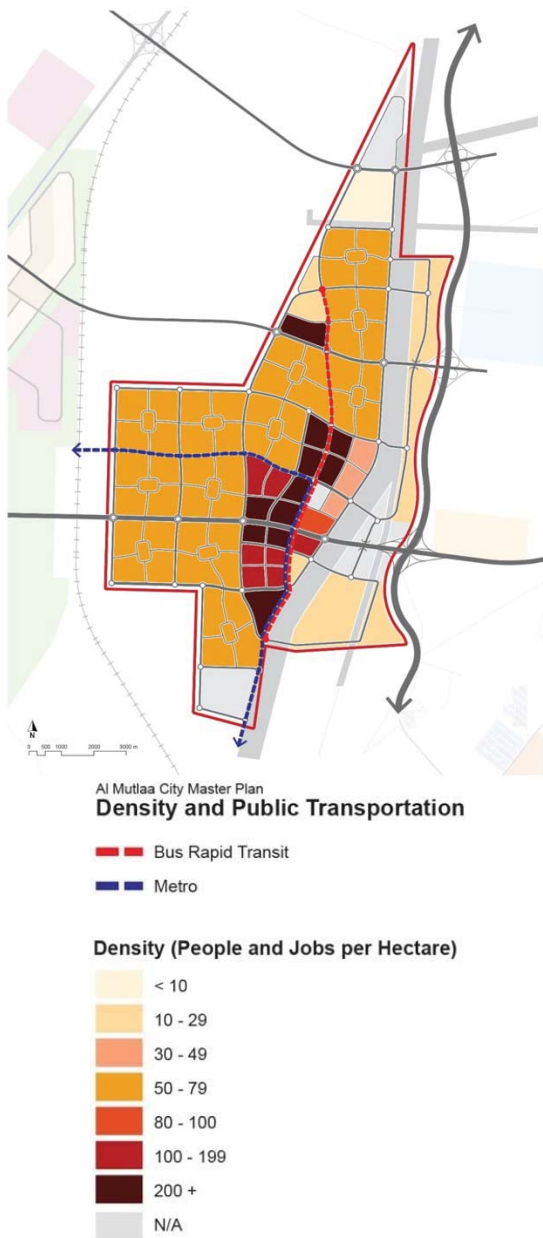 N
0 500 1000 2000 3000 m
Al Mutlaa City Master Plan
Density and Public Transportation
Bus Rapid Transit
Metro
Density (People and Jobs per Hectare)
< 10
10 - 29
30 - 49
50 - 79
80 - 100
100 - 199
200 +
N/A